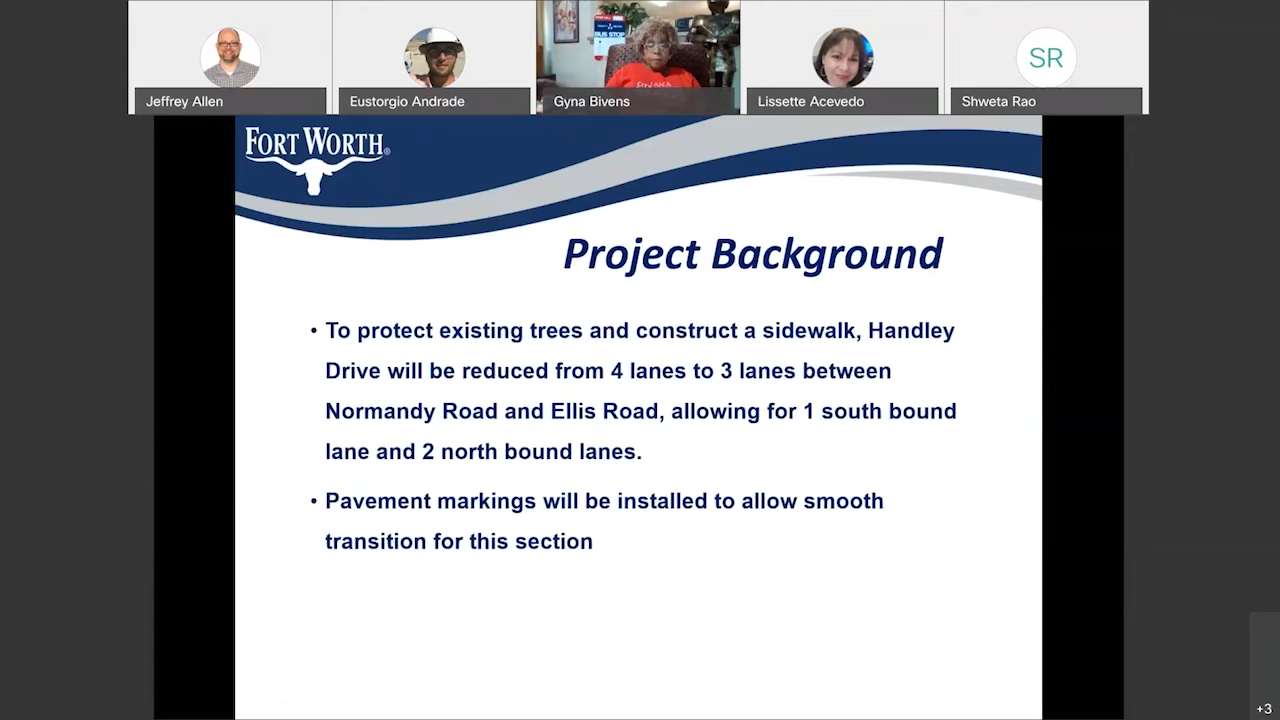 BUS STOP
Jeffrey Allen
Eustorgio Andrade
Gyna Bivens
Lissette Acevedo
SR
Shweta Rao
FORT WORTH®
Project Background
• To protect existing trees and construct a sidewalk, Handley
Drive will be reduced from 4 lanes to 3 lanes between
Normandy Road and Ellis Road, allowing for 1 south bound
lane and 2 north bound lanes.
• Pavement markings will be installed to allow smooth
transition for this section
+3